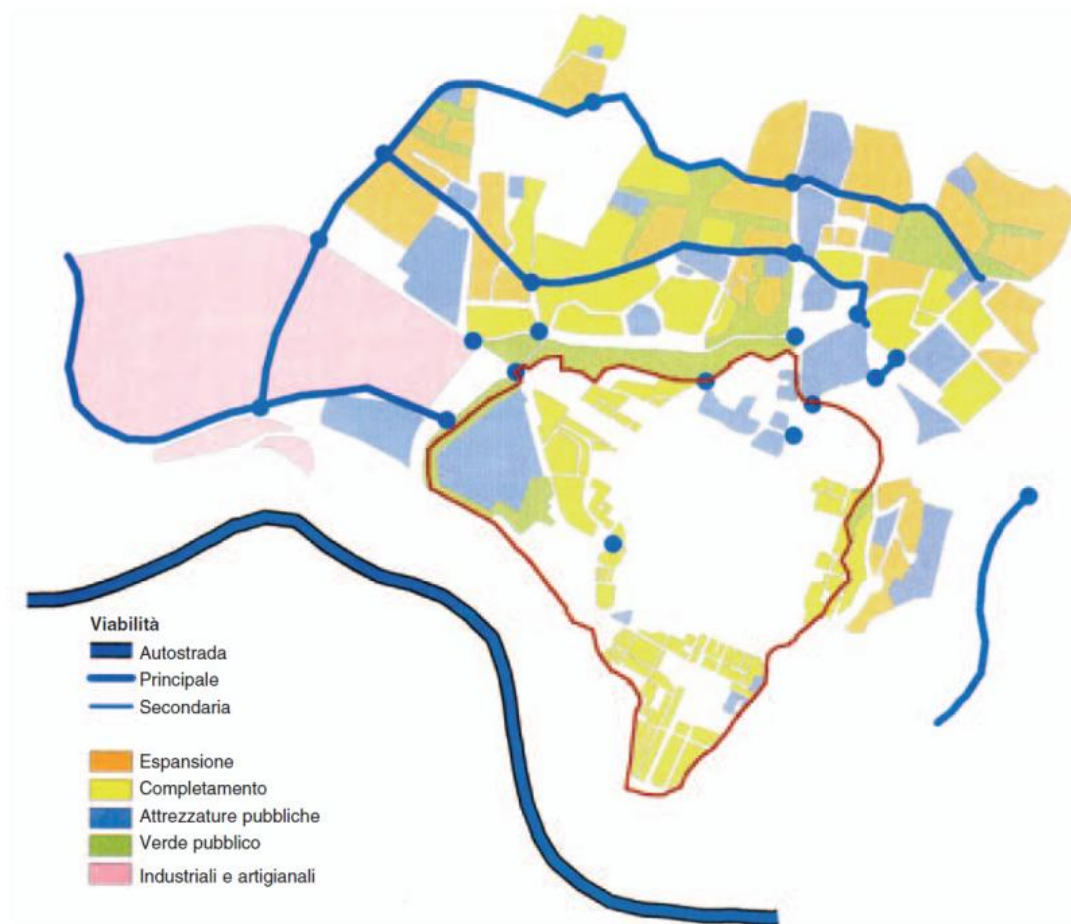 Viabilità
Autostrada
Principale
Secondaria
Espansione
Completamento
Attrezzature pubbliche
Verde pubblico
Industriali e artigianali